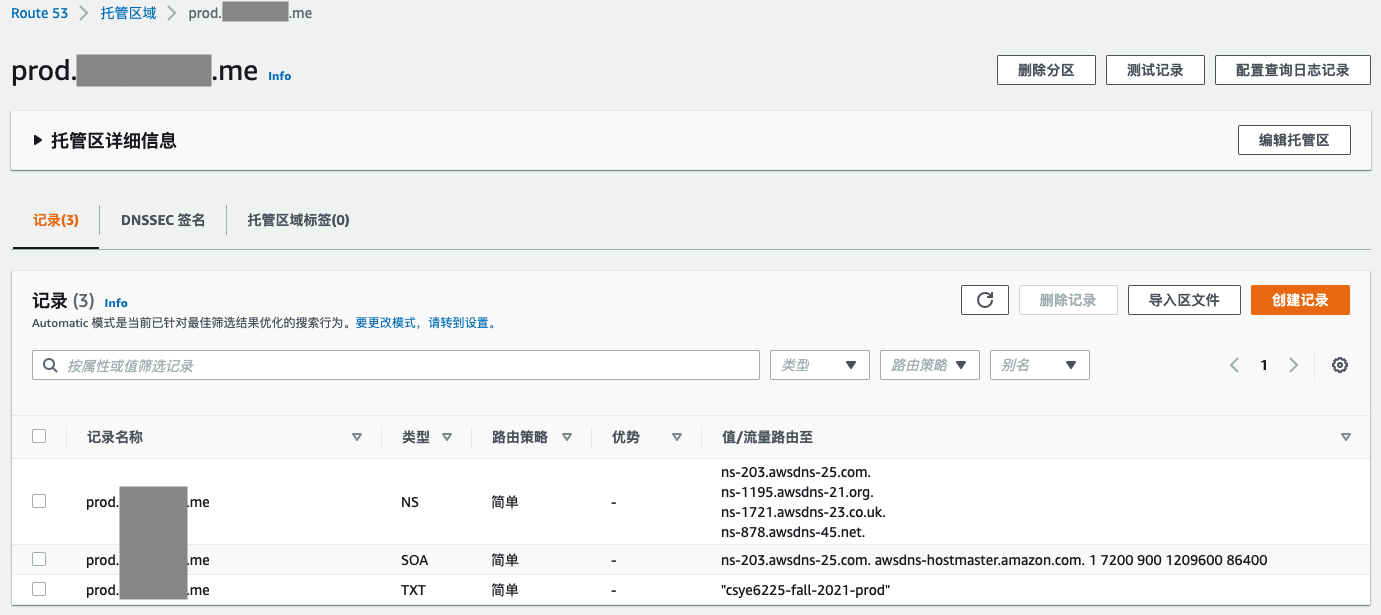 Route 53 > 托管区域 > prod. .me
prod. .me Info
删除分区 测试记录 配置查询日志记录
托管区详细信息 编辑托管区
记录(3) DNSSEC 签名 托管区域标签(0)
记录 (3) Info
删除记录 导入区文件 创建记录
Automatic 模式是当前已针对最佳筛选结果优化的搜索行为。要更改模式，请转到设置。
按属性或值筛选记录 类型 路由策略 别名 1
记录名称 类型 路由策略 优势 值/流量路由至
ns-203.awsdns-25.com.
ns-1195.awsdns-21.org.
prod. .me NS 简单 -
ns-1721.awsdns-23.co.uk.
ns-878.awsdns-45.net.
prod. .me SOA 简单 - ns-203.awsdns-25.com. awsdns-hostmaster.amazon.com. 1 7200 900 1209600 86400
prod. .me TXT 简单 - "csye6225-fall-2021-prod"